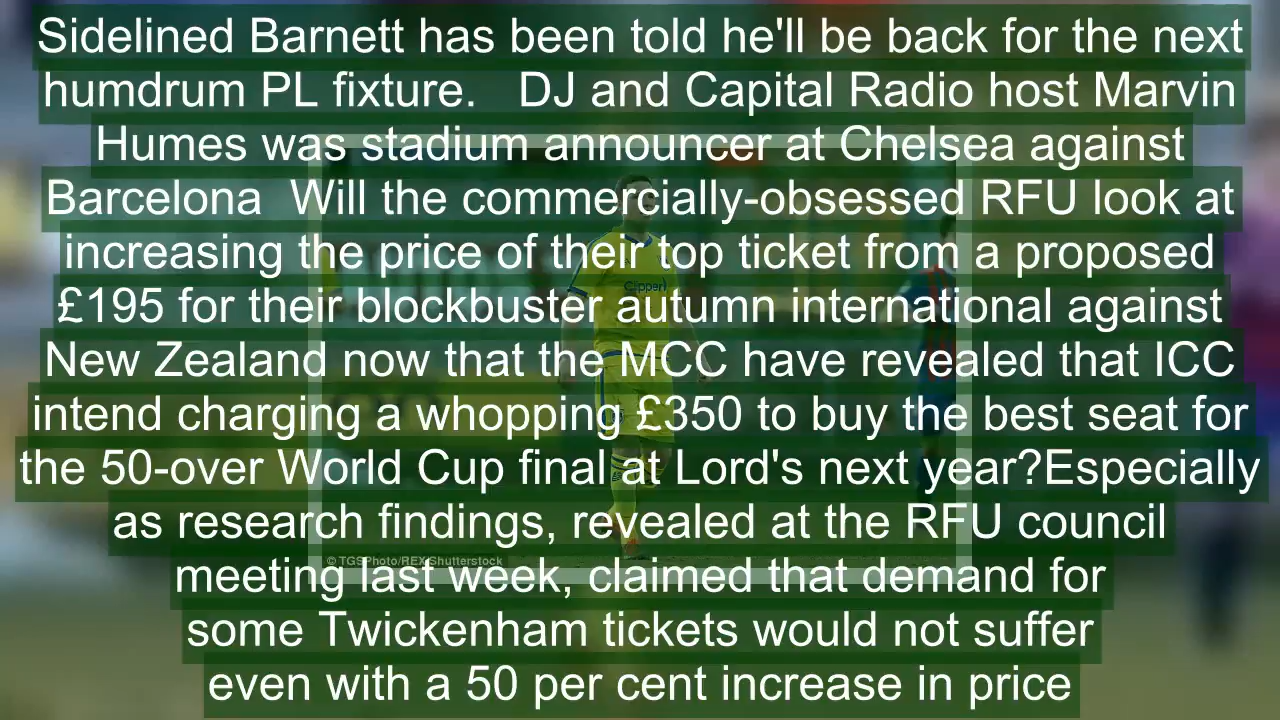 Sidelined Barnett has been told he'll be back for the next
humdrum PL fixture.   DJ and Capital Radio host Marvin
Humes was stadium announcer at Chelsea against
Barcelona  Will the commercially-obsessed RFU look at
increasing the price of their top ticket from a proposed
£195 for their blockbuster autumn international against
New Zealand now that the MCC have revealed that ICC
intend charging a whopping £350 to buy the best seat for
the 50-over World Cup final at Lord's next year?Especially
as research findings, revealed at the RFU council
meeting last week, claimed that demand for
some Twickenham tickets would not suffer
even with a 50 per cent increase in price
Clipper
© TGSPhoto/REX/Shutterstock